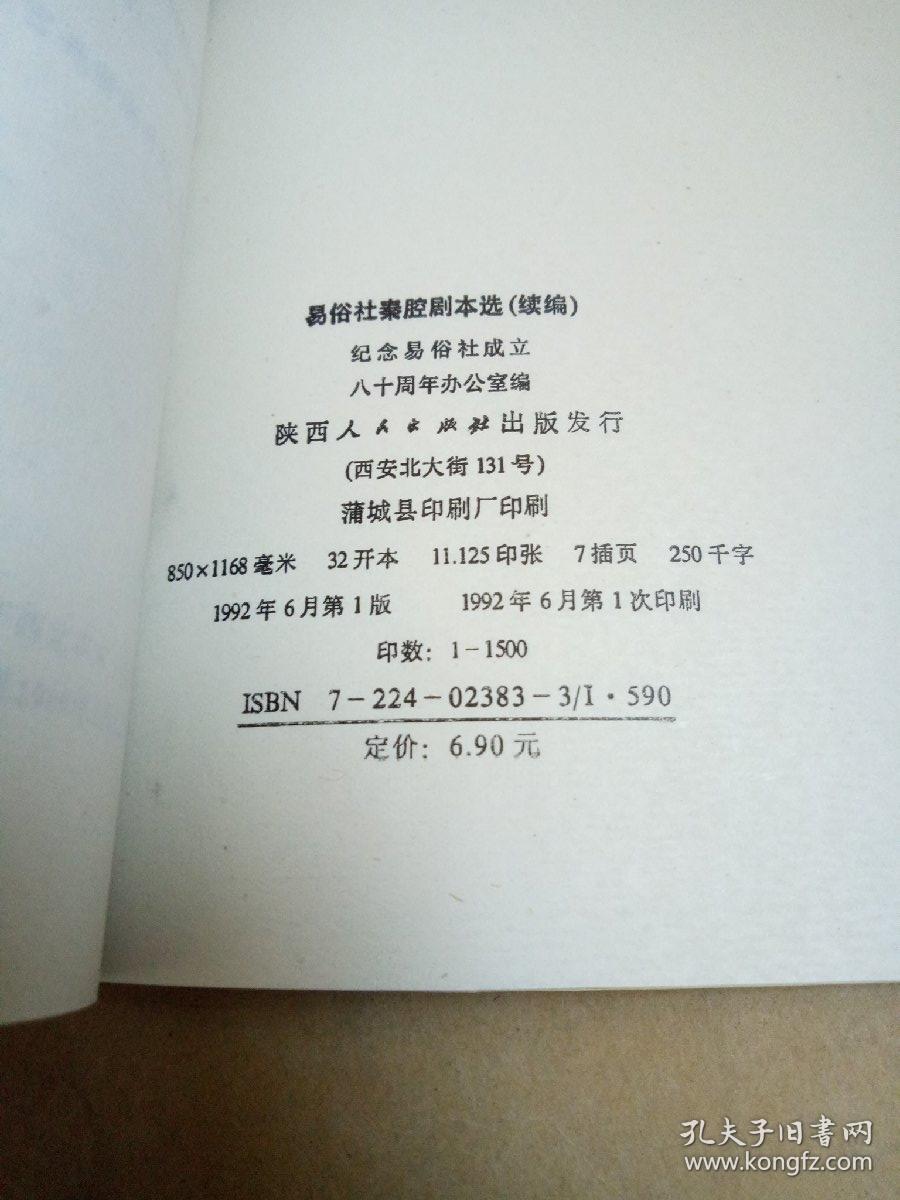 易俗社秦腔剧本选(续编)
纪念易俗社成立
八十周年办公室编
陕西人民出版社出版发行
(西安北大街131号)
蒲城县印刷厂印刷
850×1168毫米 32开本 11.125印张 7插页 250千字
1992年6月第1版 1992年6月第1次印刷
印数: 1-1500
ISBN 7-224-02383-3/I·590
定价: 6.90元
孔夫子旧书网
www.kongfz.com